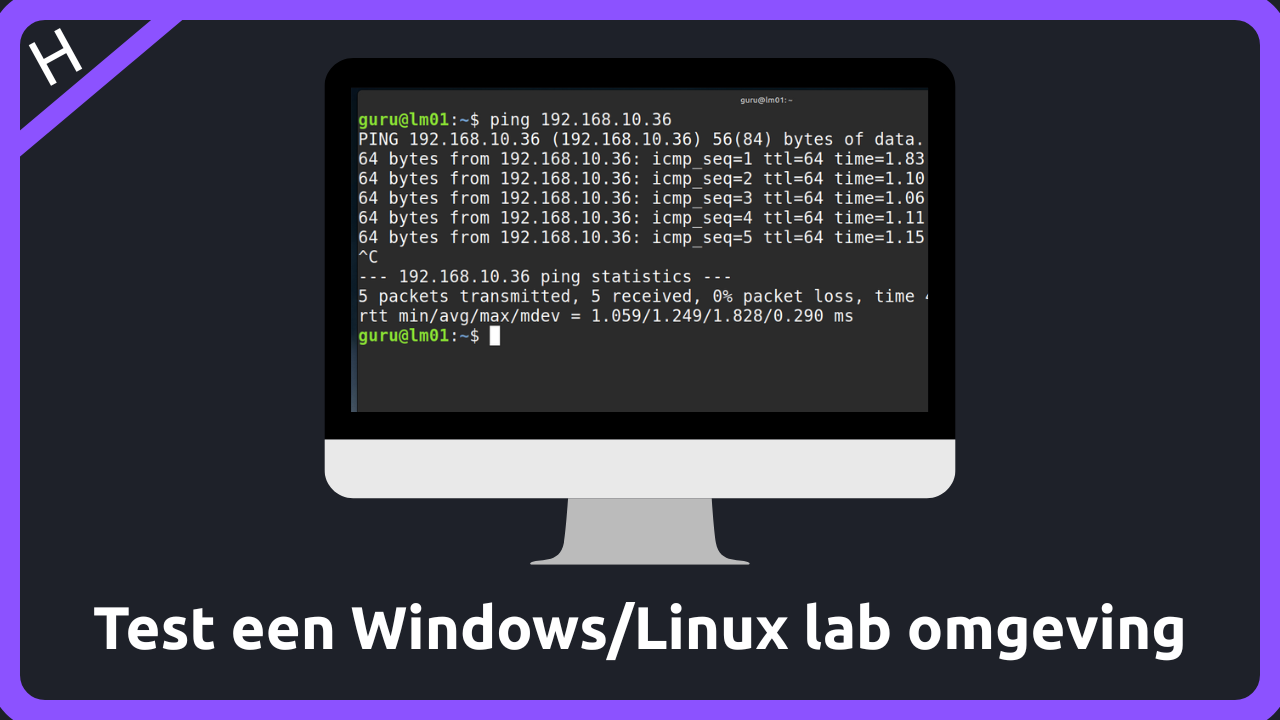 H
guru@lm01: ~
guru@lm01:~$ ping 192.168.10.36
PING 192.168.10.36 (192.168.10.36) 56(84) bytes of data.
64 bytes from 192.168.10.36: icmp_seq=1 ttl=64 time=1.83
64 bytes from 192.168.10.36: icmp_seq=2 ttl=64 time=1.10
64 bytes from 192.168.10.36: icmp_seq=3 ttl=64 time=1.06
64 bytes from 192.168.10.36: icmp_seq=4 ttl=64 time=1.11
64 bytes from 192.168.10.36: icmp_seq=5 ttl=64 time=1.15
^C
--- 192.168.10.36 ping statistics ---
5 packets transmitted, 5 received, 0% packet loss, time
rtt min/avg/max/mdev = 1.059/1.249/1.828/0.290 ms
guru@lm01:~$
Test een Windows/Linux lab omgeving